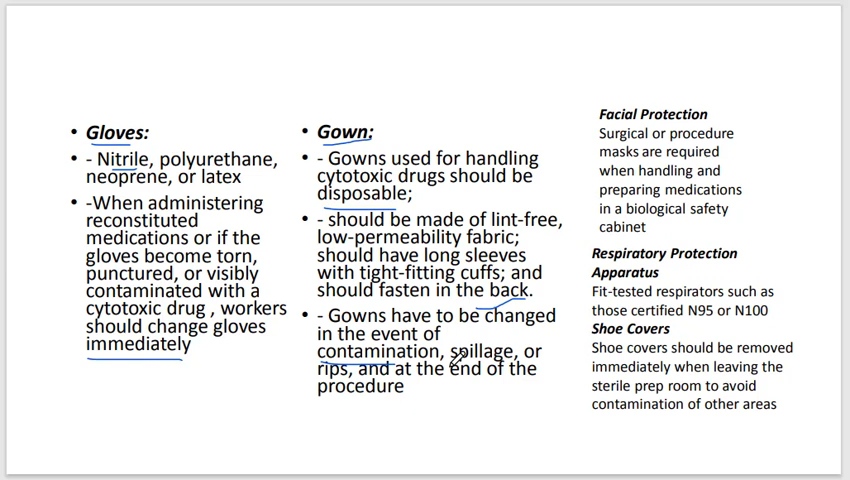 • Gloves:
• - Nitrile, polyurethane,
neoprene, or latex
• -When administering
reconstituted
medications or if the
gloves become torn,
punctured, or visibly
contaminated with a
cytotoxic drug , workers
should change gloves
immediately
• Gown:
• - Gowns used for handling
cytotoxic drugs should be
disposable;
• - should be made of lint-free,
low-permeability fabric;
should have long sleeves
with tight-fitting cuffs; and
should fasten in the back.
• - Gowns have to be changed
in the event of
contamination, spillage, or
rips, and at the end of the
procedure
Facial Protection
Surgical or procedure
masks are required
when handling and
preparing medications
in a biological safety
cabinet
Respiratory Protection
Apparatus
Fit-tested respirators such as
those certified N95 or N100
Shoe Covers
Shoe covers should be removed
immediately when leaving the
sterile prep room to avoid
contamination of other areas